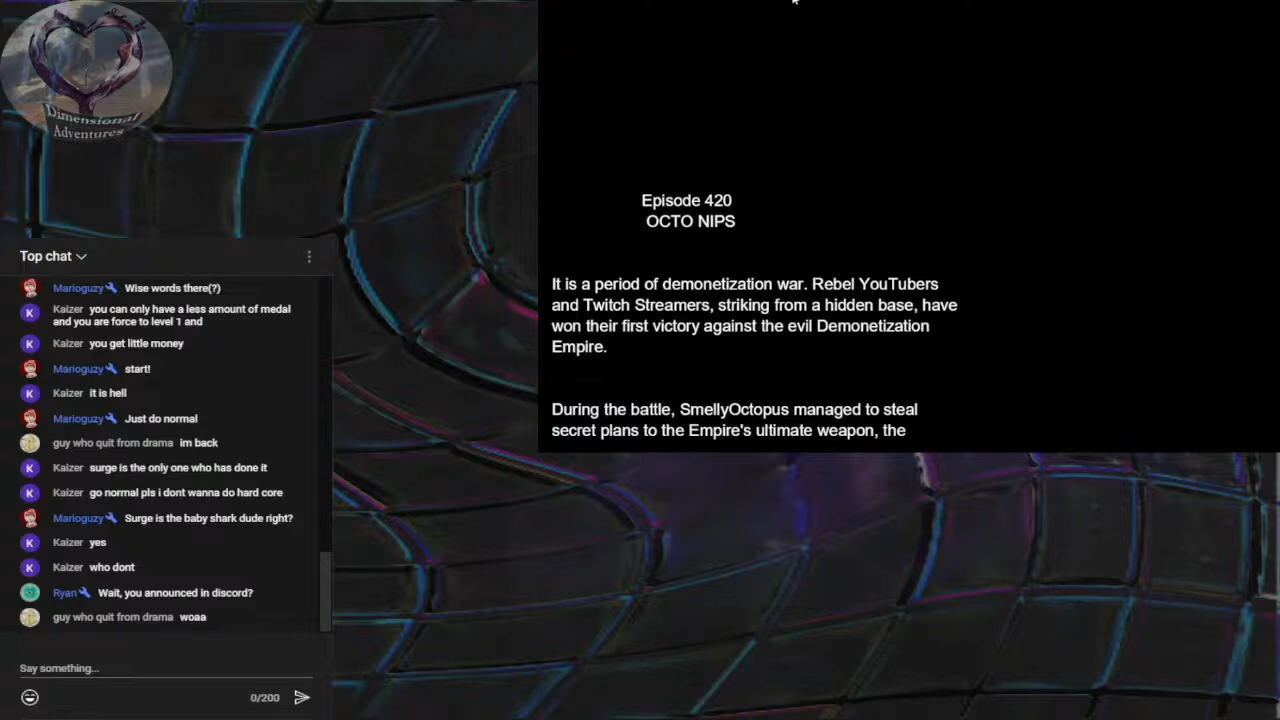 Dimensional
Adventures
Top chat
Marioguzy Wise words there(?)
Kaizer you can only have a less amount of medal
and you are force to level 1 and
Kaizer you get little money
Marioguzy start!
Kaizer it is hell
Marioguzy Just do normal
guy who quit from drama im back
Kaizer surge is the only one who has done it
Kaizer go normal pls i dont wanna do hard core
Marioguzy Surge is the baby shark dude right?
Kaizer yes
Kaizer who dont
Ryan Wait, you announced in discord?
guy who quit from drama woaa
Say something...
0/200
Episode 420
OCTO NIPS
It is a period of demonetization war. Rebel YouTubers
and Twitch Streamers, striking from a hidden base, have
won their first victory against the evil Demonetization
Empire.
During the battle, SmellyOctopus managed to steal
secret plans to the Empire's ultimate weapon, the